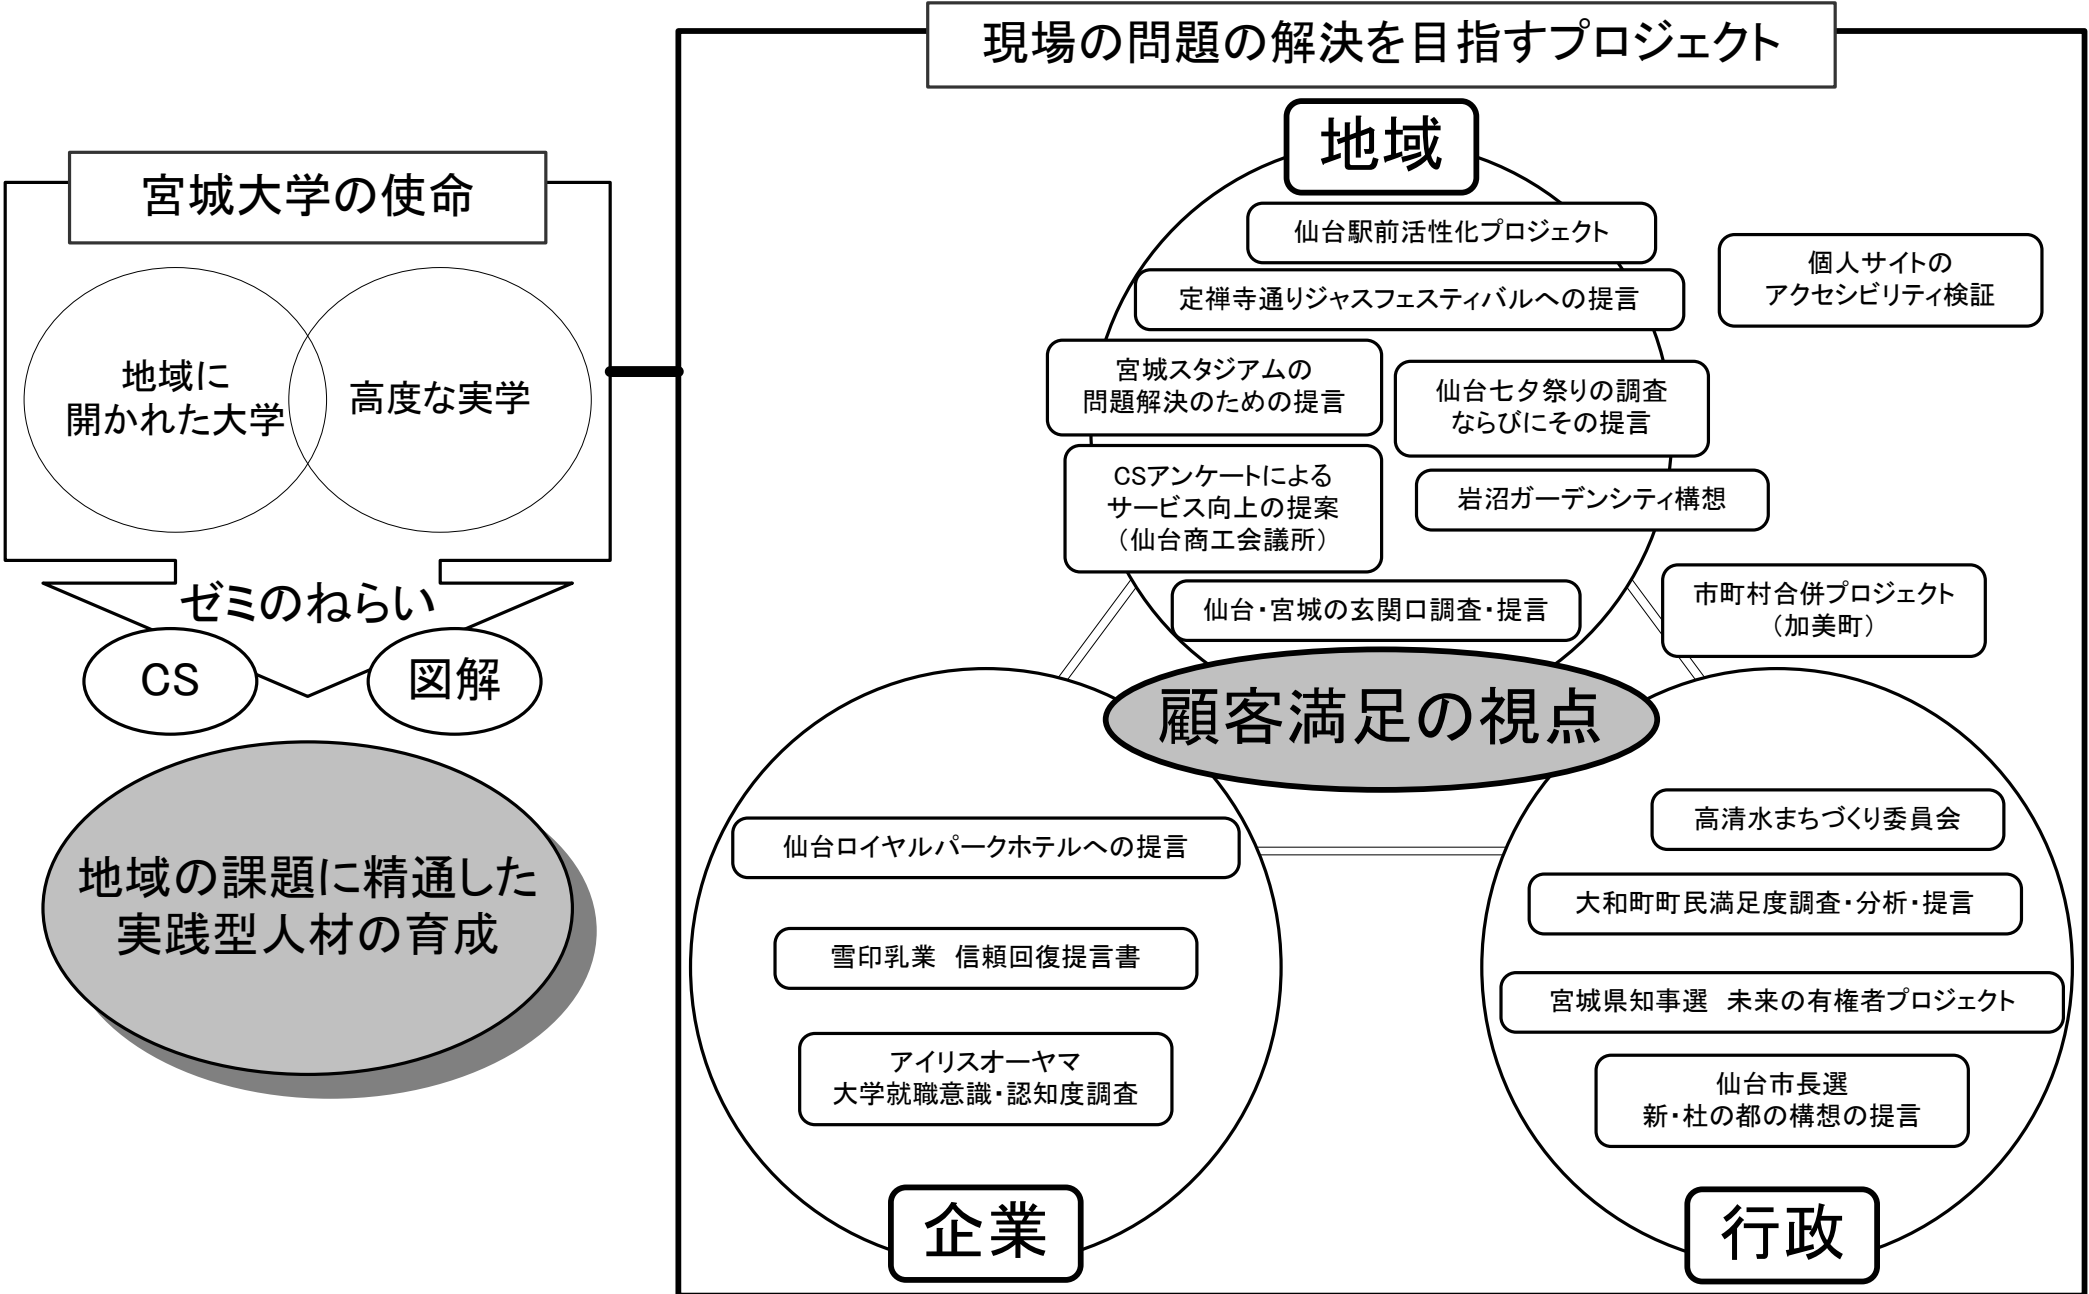 現場の問題の解決を目指すプロジェクト
宮城大学の使命
地域に
開かれた大学
高度な実学
ゼミのねらい
CS
図解
地域の課題に精通した
実践型人材の育成
地域
仙台駅前活性化プロジェクト
定禅寺通りジャスフェスティバルへの提言
個人サイトの
アクセシビリティ検証
宮城スタジアムの
問題解決のための提言
仙台七夕祭りの調査
ならびにその提言
CSアンケートによる
サービス向上の提案
（仙台商工会議所）
岩沼ガーデンシティ構想
仙台・宮城の玄関口調査・提言
市町村合併プロジェクト
（加美町）
顧客満足の視点
仙台ロイヤルパークホテルへの提言
雪印乳業　信頼回復提言書
アイリスオーヤマ
大学就職意識・認知度調査
企業
高清水まちづくり委員会
大和町町民満足度調査・分析・提言
宮城県知事選　未来の有権者プロジェクト
仙台市長選
新・杜の都の構想の提言
行政